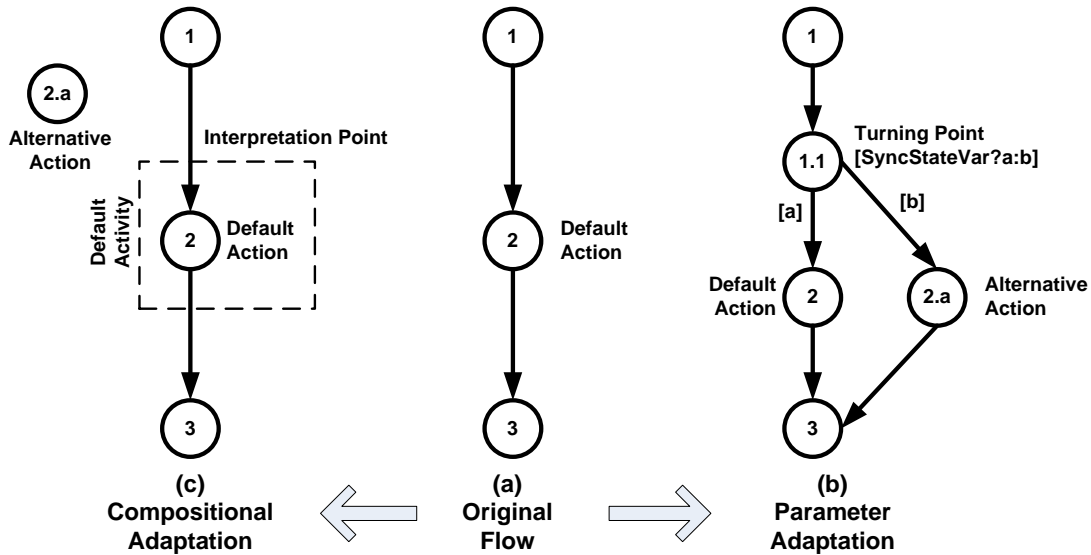 1
2.a
Alternative
Action
Interpretation Point
Default
Activity
2
Default
Action
3
(c)
Compositional
Adaptation
1
2
Default
Action
3
(a)
Original
Flow
1
1.1
Turning Point
[SyncStateVar?a:b]
[a]
[b]
Default
Action
2
2.a
Alternative
Action
3
(b)
Parameter
Adaptation